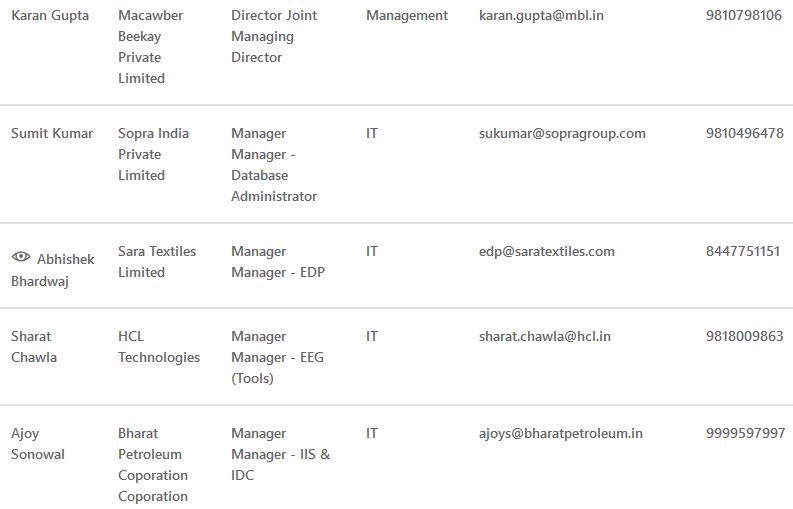 Karan Gupta Macawber Director Joint Management karan.gupta@mbl.in 9810798106
Beekay Managing
Private Director
Limited
Sumit Kumar Sopra India Manager IT sukumar@sopragroup.com 9810496478
Private Manager -
Limited Database
Administrator
Sara Textiles Manager IT edp@saratextiles.com 8447751151
Abhishek
Bhardwaj Limited Manager - EDP
Sharat HCL Manager IT sharat.chawla@hcl.in 9818009863
Chawla Technologies Manager - EEG
(Tools)
Ajoy Bharat Manager IT ajoys@bharatpetroleum.in 9999597997
Sonowal Petroleum Manager - IIS &
Coporation IDC
Coporation